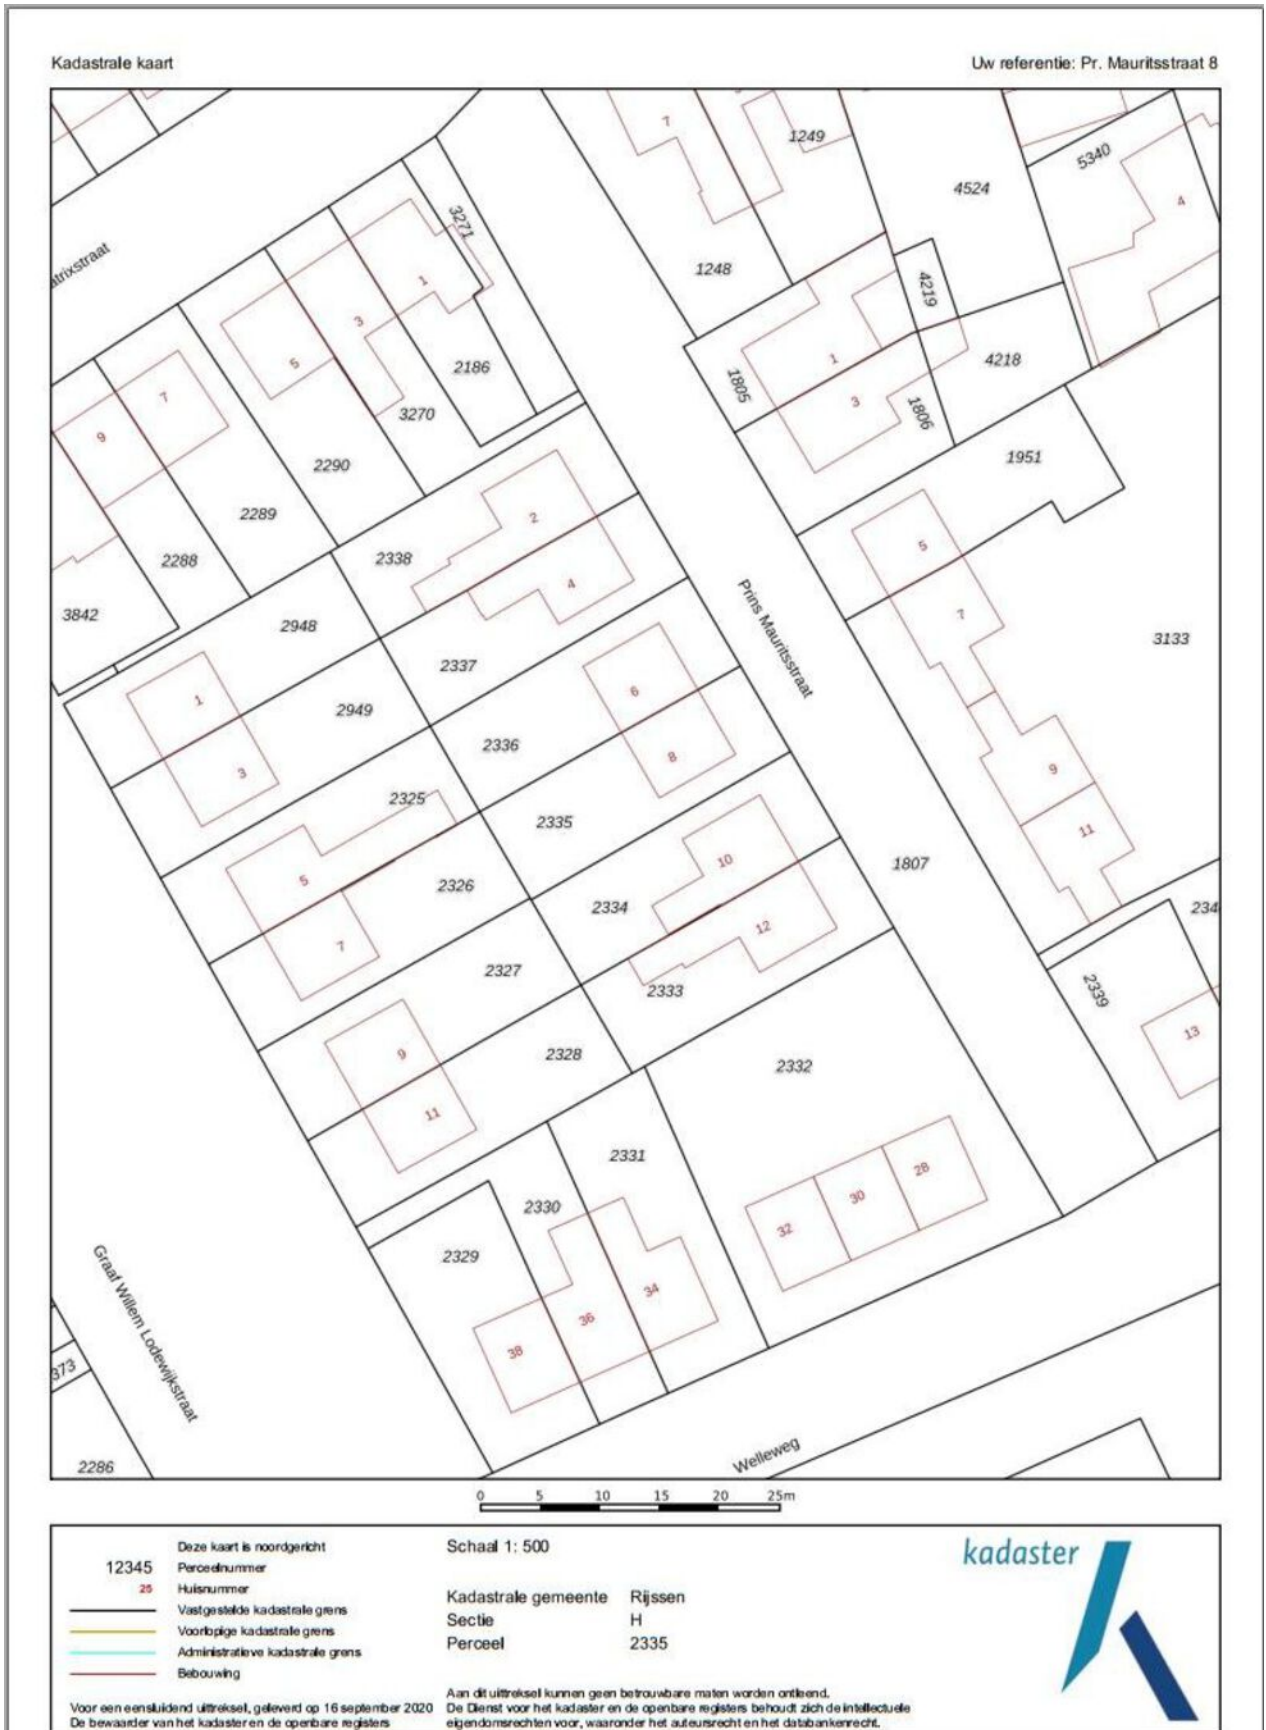 Kadastrale kaart
Uw referentie: Pr. Mauritsstraat 8
7
1249
4524
5340
4
3271
atrixstraat
1248
4219
1
3
5
1
4218
2186
1805
7
3
1806
3270
9
1951
2290
2289
2
5
2338
2288
4
3842
7
2948
Prins Mauritsstraat
3133
2337
6
1
2949
2336
8
9
3
2325
2335
11
10
1807
5
2326
2334
12
234
7
2327
2333
2339
13
9
2328
2332
11
2331
28
30
2330
32
2329
34
36
38
Graaf Willem Lodewijkstraat
373
Welleweg
2286
0 5 10 15 20 25m
Deze kaart is noordgericht
12345 Perceelnummer
25 Huisnummer
Vastgestelde kadastrale grens
Voorlopige kadastrale grens
Administratieve kadastrale grens
Bebouwing
Voor een eensluidend uittreksel, geleverd op 16 september 2020
De bewaarder van het kadaster en de openbare registers
Schaal 1: 500
Kadastrale gemeente Rijssen
Sectie H
Perceel 2335
Aan dit uittreksel kunnen geen betrouwbare maten worden ontleend.
De Dienst voor het kadaster en de openbare registers behoudt zich de intellectuele
eigendomsrechten voor, waaronder het auteursrecht en het databankenrecht.
kadaster